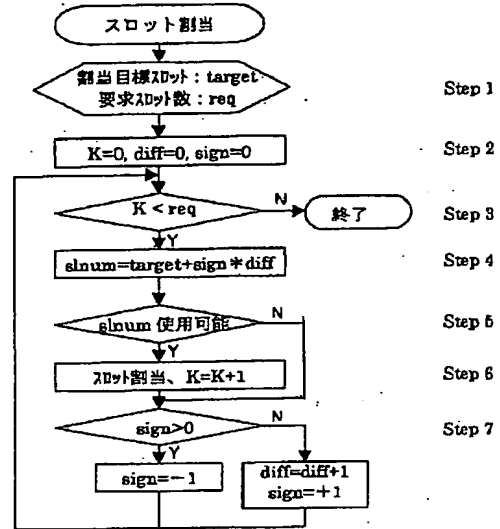 スロット割当
割当目標スロット：target
要求スロット数：req
Step 1
K=0, diff=0, sign=0
Step 2
K < req
N
終了
Step 3
Y
slnum=target+sign＊diff
Step 4
slnum 使用可能
N
Step 5
Y
スロット割当、K=K+1
Step 6
sign>0
N
Step 7
Y
sign=－1
diff=diff+1
sign=+1